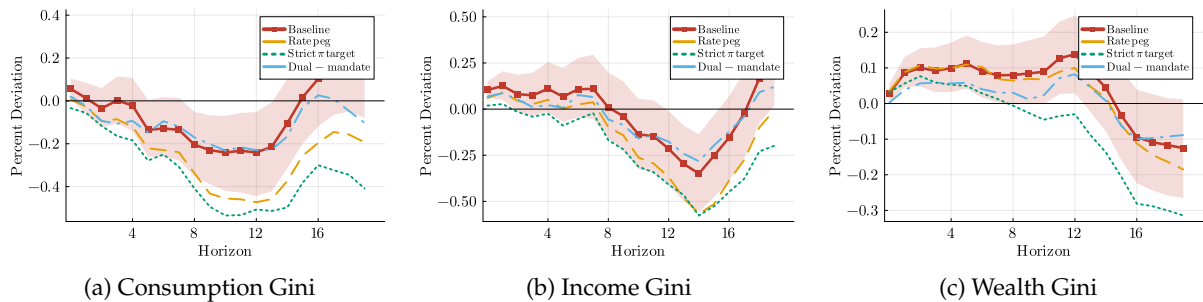 0.4
0.2
0.0
−0.2
−0.4
Percent Deviation
4
8
12
16
Horizon
Baseline
Rate peg
Strict π target
Dual − mandate
(a) Consumption Gini
0.50
0.25
0.00
−0.25
−0.50
Percent Deviation
4
8
12
16
Horizon
Baseline
Rate peg
Strict π target
Dual − mandate
(b) Income Gini
0.2
0.1
0.0
−0.1
−0.2
−0.3
Percent Deviation
4
8
12
16
Horizon
Baseline
Rate peg
Strict π target
Dual − mandate
(c) Wealth Gini